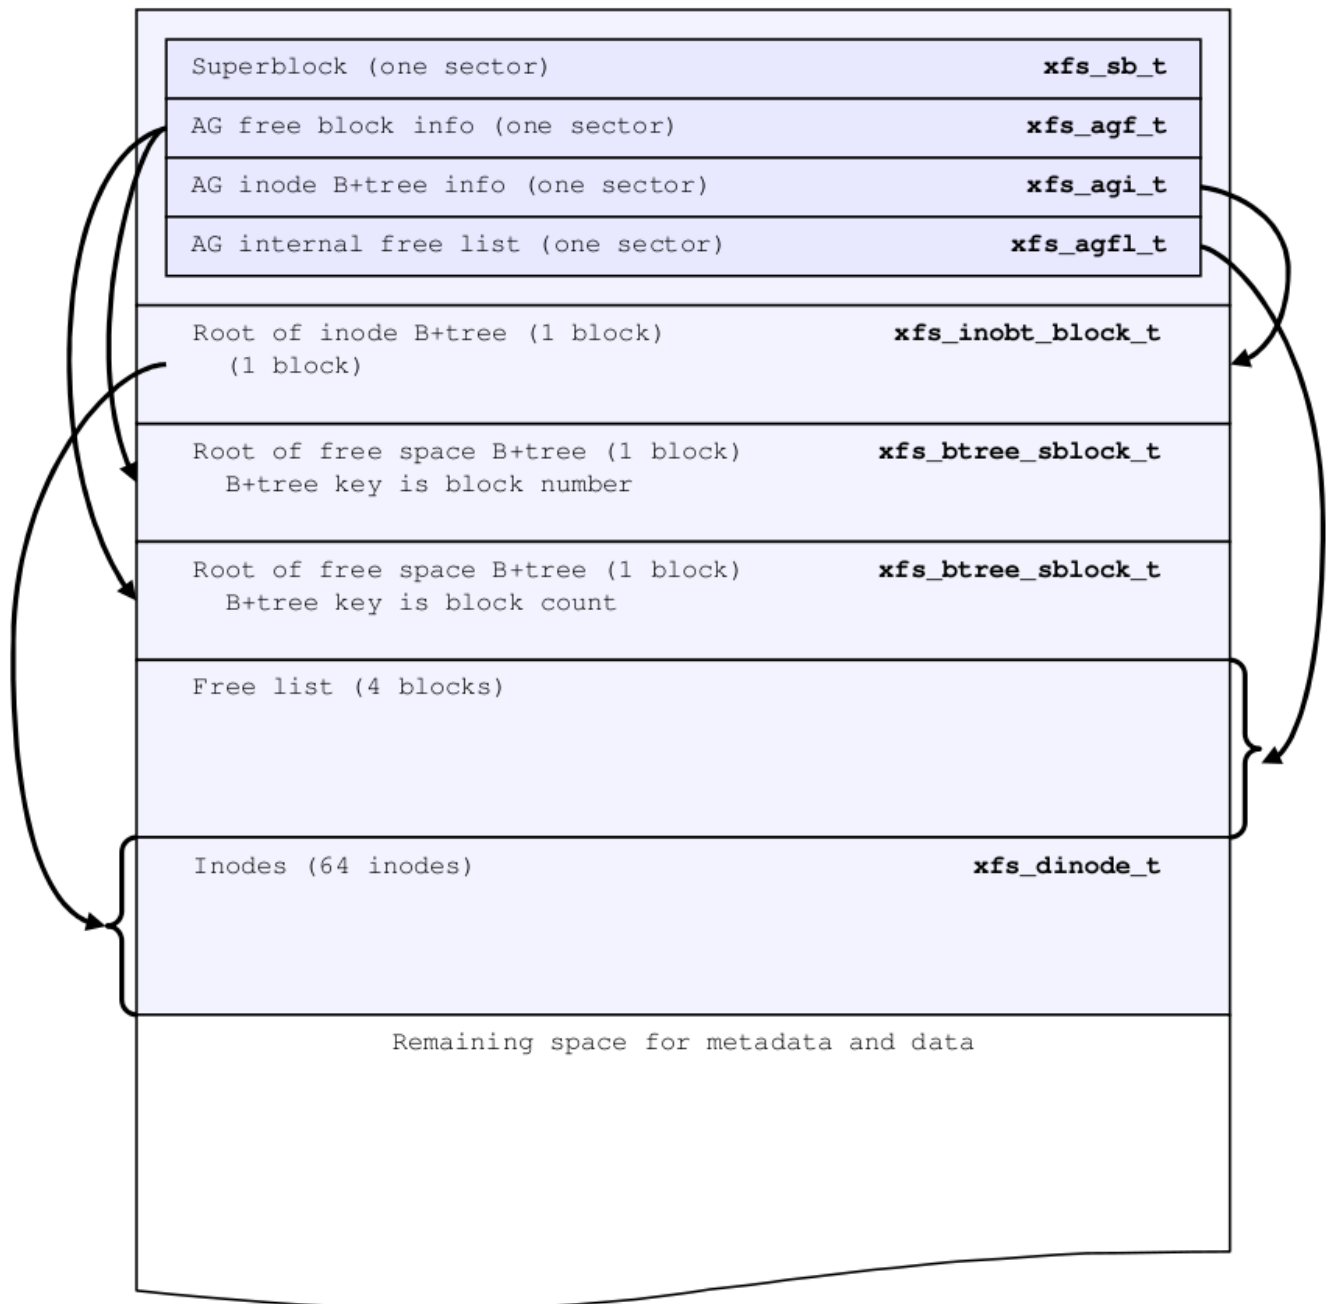 Superblock (one sector) xfs_sb_t
AG free block info (one sector) xfs_agf_t
AG inode B+tree info (one sector) xfs_agi_t
AG internal free list (one sector) xfs_agfl_t
Root of inode B+tree (1 block) xfs_inobt_block_t
(1 block)
Root of free space B+tree (1 block) xfs_btree_sblock_t
B+tree key is block number
Root of free space B+tree (1 block) xfs_btree_sblock_t
B+tree key is block count
Free list (4 blocks)
Inodes (64 inodes) xfs_dinode_t
Remaining space for metadata and data